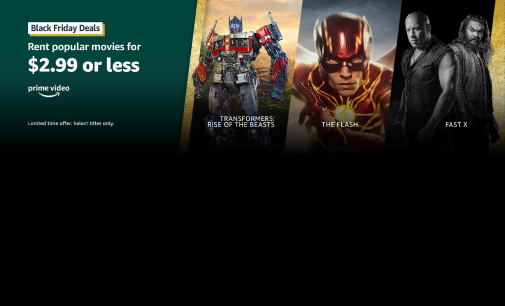 Black Friday Deals
Rent popular movies for
$2.99 or less
prime video
Limited time offer. Select titles only.
TRANSFORMERS:
RISE OF THE BEASTS
THE FLASH
FAST X